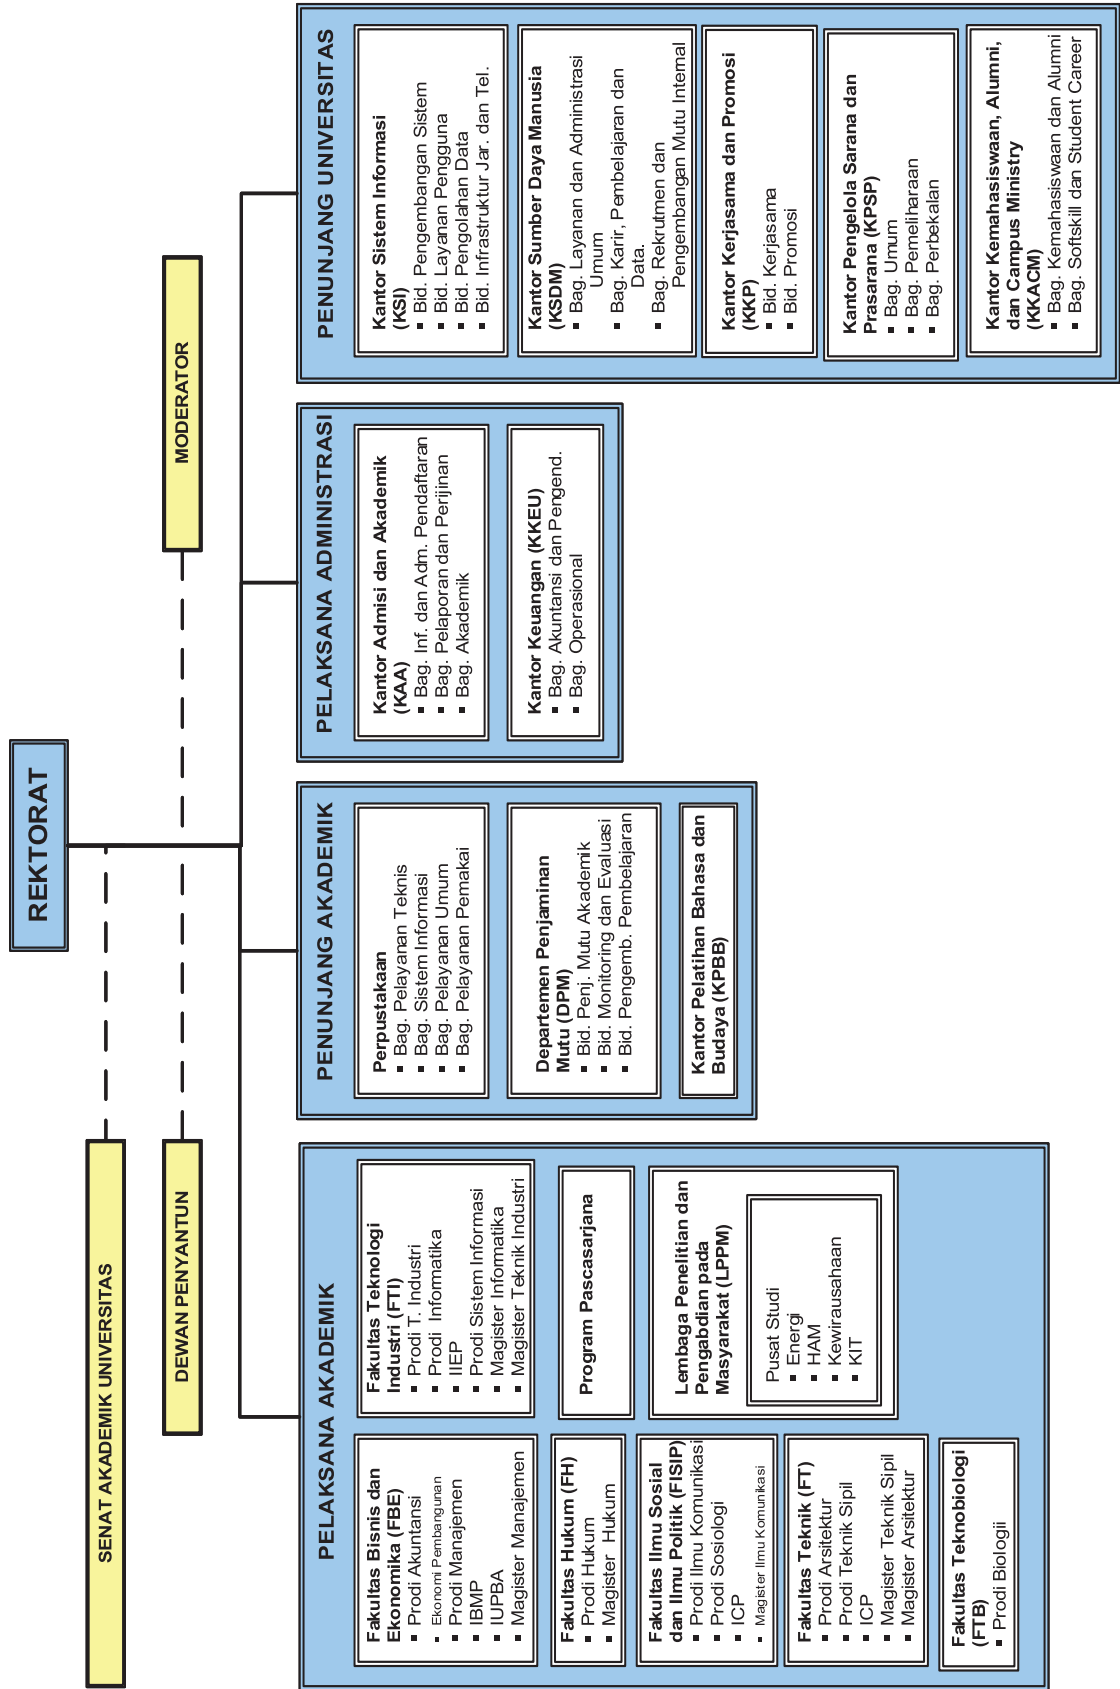 REKTORAT
SENAT AKADEMIK UNIVERSITAS
DEWAN PENYANTUN
MODERATOR
PELAKSANA AKADEMIK
Fakultas Bisnis dan
Ekonomika (FBE)
▪ Prodi Akuntansi
▪ Ekonomi Pembangunan
▪ Prodi Manajemen
▪ IBMP
▪ IUPBA
▪ Magister Manajemen
Fakultas Hukum (FH)
▪ Prodi Hukum
▪ Magister Hukum
Fakultas Ilmu Sosial
dan Ilmu Politik (FISIP)
▪ Prodi Ilmu Komunikasi
▪ Prodi Sosiologi
▪ ICP
▪ Magister Ilmu Komunikasi
Fakultas Teknik (FT)
▪ Prodi Arsitektur
▪ Prodi Teknik Sipil
▪ ICP
▪ Magister Teknik Sipil
▪ Magister Arsitektur
Fakultas Teknobiologi
(FTB)
▪ Prodi Biologii
Fakultas Teknologi
Industri (FTI)
▪ Prodi T. Industri
▪ Prodi Informatika
▪ IIEP
▪ Prodi Sistem Informasi
▪ Magister Informatika
▪ Magister Teknik Industri
Program Pascasarjana
Lembaga Penelitian dan
Pengabdian pada
Masyarakat (LPPM)
Pusat Studi
▪ Energi
▪ HAM
▪ Kewirausahaan
▪ KIT
PENUNJANG AKADEMIK
Perpustakaan
▪ Bag. Pelayanan Teknis
▪ Bag. Sistem Informasi
▪ Bag. Pelayanan Umum
▪ Bag. Pelayanan Pemakai
Departemen Penjaminan
Mutu (DPM)
▪ Bid. Penj. Mutu Akademik
▪ Bid. Monitoring dan Evaluasi
▪ Bid. Pengemb. Pembelajaran
Kantor Pelatihan Bahasa dan
Budaya (KPBB)
PELAKSANA ADMINISTRASI
Kantor Admisi dan Akademik
(KAA)
▪ Bag. Inf. dan Adm. Pendaftaran
▪ Bag. Pelaporan dan Perijinan
▪ Bag. Akademik
Kantor Keuangan (KKEU)
▪ Bag. Akuntansi dan Pengend.
▪ Bag. Operasional
PENUNJANG UNIVERSITAS
Kantor Sistem Informasi
(KSI)
▪ Bid. Pengembangan Sistem
▪ Bid. Layanan Pengguna
▪ Bid. Pengolahan Data
▪ Bid. Infrastruktur Jar. dan Tel.
Kantor Sumber Daya Manusia
(KSDM)
▪ Bag. Layanan dan Administrasi
Umum
▪ Bag. Karir, Pembelajaran dan
Data.
▪ Bag. Rekrutmen dan
Pengembangan Mutu Internal
Kantor Kerjasama dan Promosi
(KKP)
▪ Bid. Kerjasama
▪ Bid. Promosi
Kantor Pengelola Sarana dan
Prasarana (KPSP)
▪ Bag. Umum
▪ Bag. Pemeliharaan
▪ Bag. Perbekalan
Kantor Kemahasiswaan, Alumni,
dan Campus Ministry
(KKACM)
▪ Bag. Kemahasiswaan dan Alumni
▪ Bag. Softskill dan Student Career